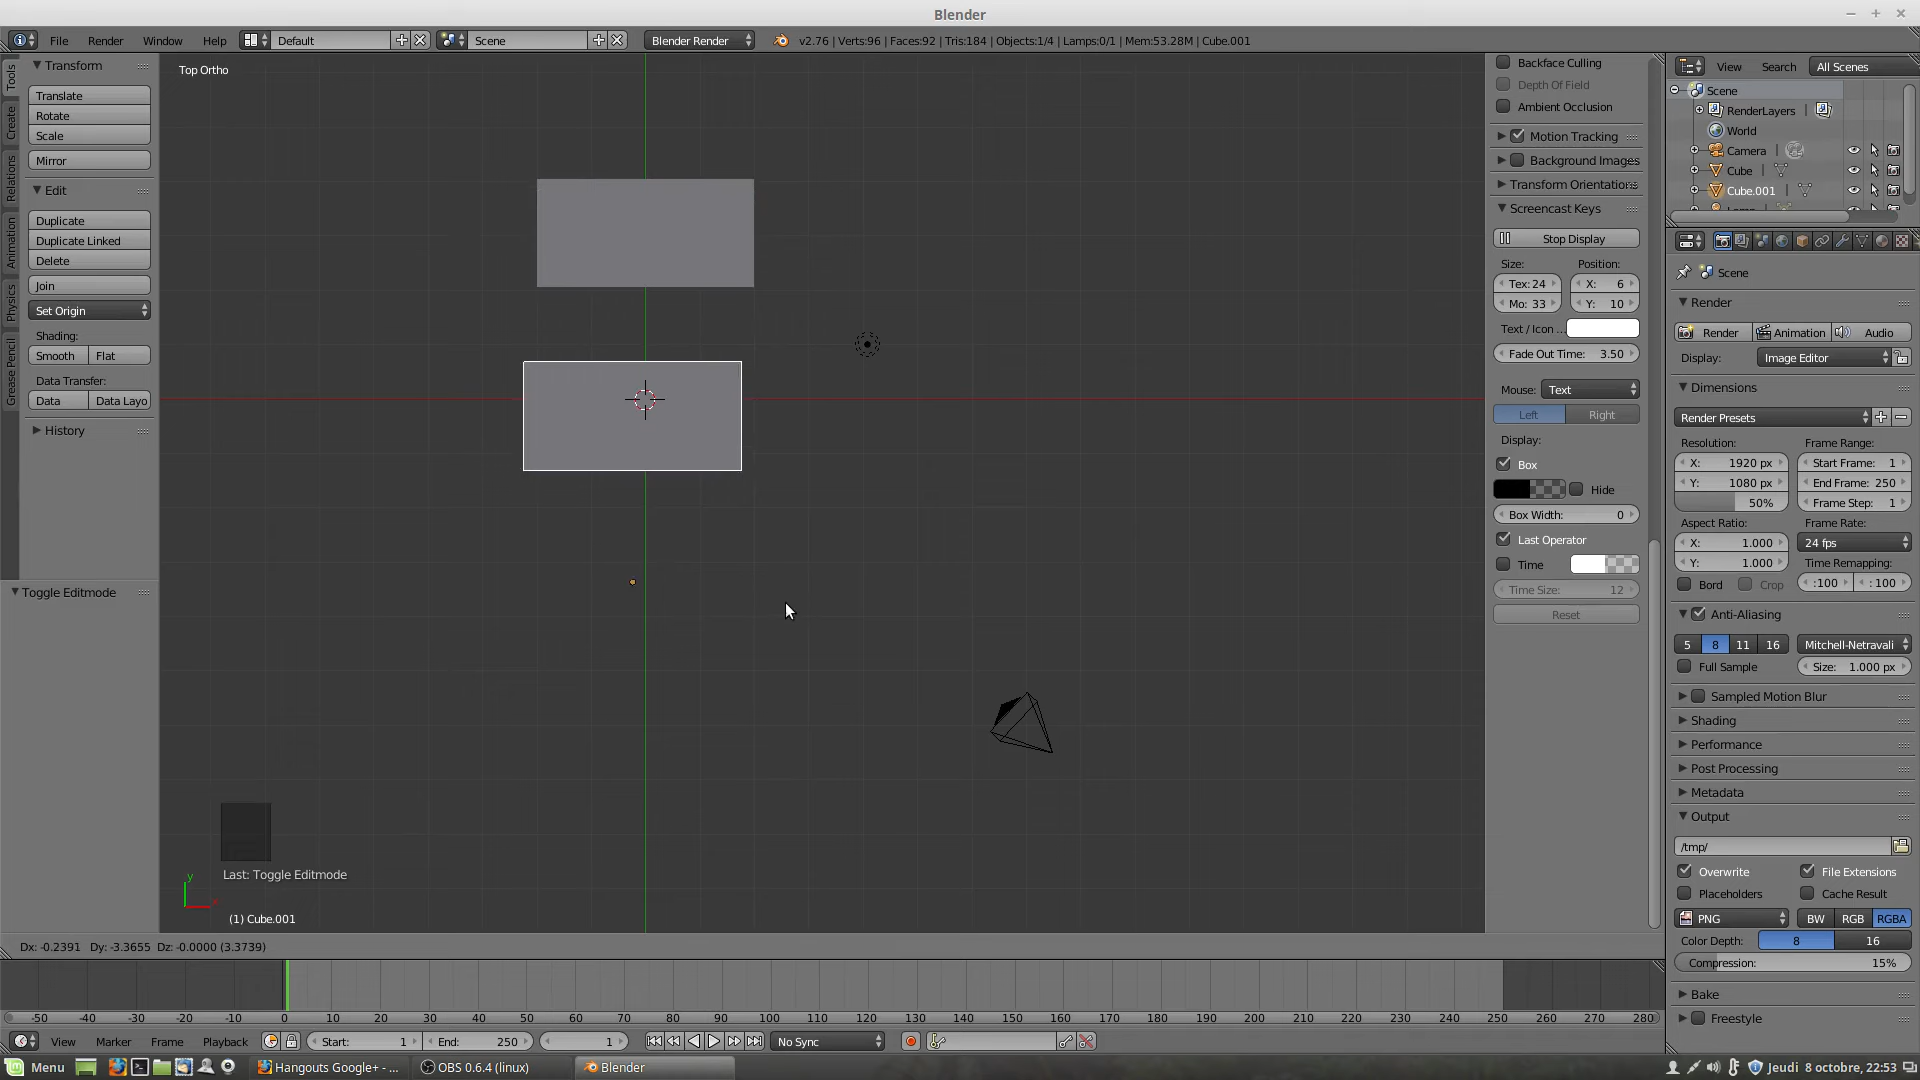 Blender
File Render Window Help Default Scene Blender Render v2.76 | Verts:96 | Faces:92 | Tris:184 | Objects:1/4 | Lamps:0/1 | Mem:53.28M | Cube.001
Tools
Create
Relations
Animation
Physics
Grease Pencil
Transform
Translate
Rotate
Scale
Mirror
Edit
Duplicate
Duplicate Linked
Delete
Join
Set Origin
Shading:
Smooth Flat
Data Transfer:
Data Data Layo
History
Toggle Editmode
Top Ortho
y
x
Last: Toggle Editmode
(1) Cube.001
Dx: -0.2391 Dy: -3.3655 Dz: -0.0000 (3.3739)
Backface Culling
Depth Of Field
Ambient Occlusion
Motion Tracking
Background Images
Transform Orientations
Screencast Keys
Stop Display
Size: Position:
Tex: 24 X: 6
Mo: 33 Y: 10
Text / Icon ...
Fade Out Time: 3.50
Mouse: Text
Left Right
Display:
Box
Hide
Box Width: 0
Last Operator
Time
Time Size: 12
Reset
View Search All Scenes
Scene
RenderLayers
World
Camera
Cube
Cube.001
Scene
Render
Render Animation Audio
Display: Image Editor
Dimensions
Render Presets
Resolution: Frame Range:
X: 1920 px Start Frame: 1
Y: 1080 px End Frame: 250
50% Frame Step: 1
Aspect Ratio: Frame Rate:
X: 1.000 24 fps
Y: 1.000 Time Remapping:
Bord Crop :100 : 100
Anti-Aliasing
5 8 11 16 Mitchell-Netravali
Full Sample Size: 1.000 px
Sampled Motion Blur
Shading
Performance
Post Processing
Metadata
Output
/tmp/
Overwrite File Extensions
Placeholders Cache Result
PNG BW RGB RGBA
Color Depth: 8 16
Compression: 15%
Bake
Freestyle
-50 -40 -30 -20 -10 0 10 20 30 40 50 60 70 80 90 100 110 120 130 140 150 160 170 180 190 200 210 220 230 240 250 260 270 280
View Marker Frame Playback Start: 1 End: 250 1 No Sync
Menu Hangouts Google+ - ... OBS 0.6.4 (linux) Blender Jeudi 8 octobre, 22:53